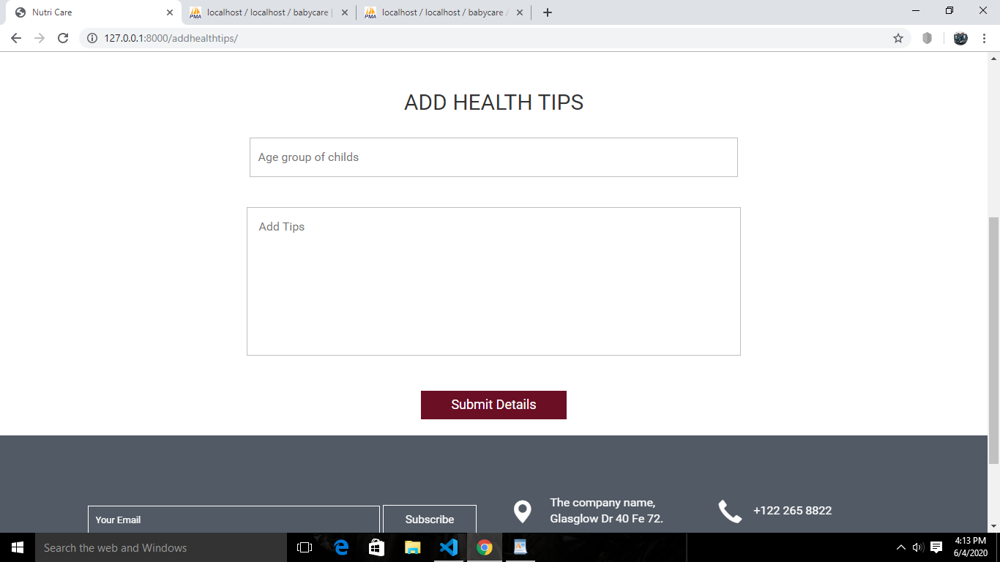 Nutri Care
localhost / localhost / babycare |
localhost / localhost / babycare /
127.0.0.1:8000/addhealthtips/
ADD HEALTH TIPS
Age group of childs
Add Tips
Submit Details
Your Email
Subscribe
The company name,
Glasglow Dr 40 Fe 72.
+122 265 8822
Search the web and Windows
4:13 PM
6/4/2020